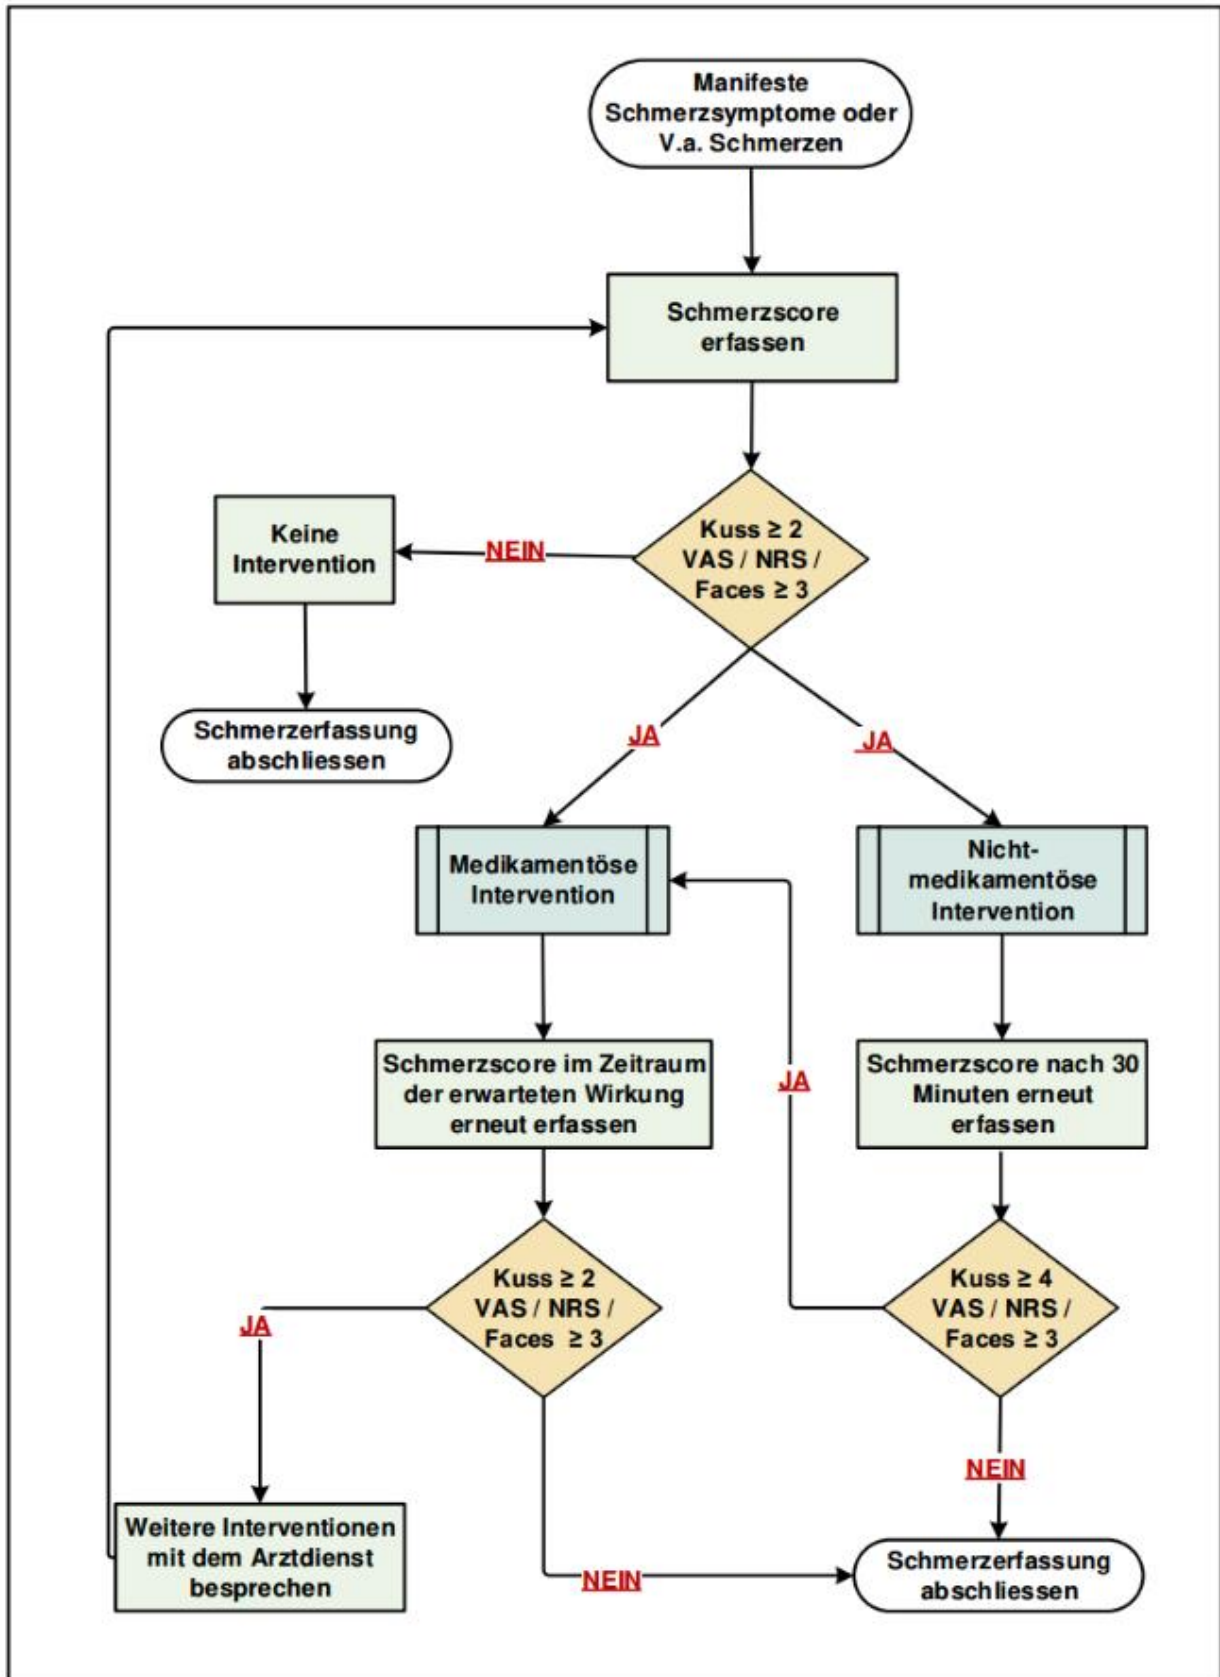 Manifeste
Schmerzsymptome oder
V.a. Schmerzen
Schmerzscore
erfassen
Kuss ≥ 2
VAS / NRS /
Faces ≥ 3
NEIN
Keine
Intervention
Schmerzerfassung
abschliessen
JA
JA
Medikamentöse
Intervention
Nicht-
medikamentöse
Intervention
Schmerzscore im Zeitraum
der erwarteten Wirkung
erneut erfassen
JA
Schmerzscore nach 30
Minuten erneut
erfassen
Kuss ≥ 2
VAS / NRS /
Faces ≥ 3
Kuss ≥ 4
VAS / NRS /
Faces ≥ 3
JA
NEIN
Weitere Interventionen
mit dem Arztdienst
besprechen
NEIN
Schmerzerfassung
abschliessen